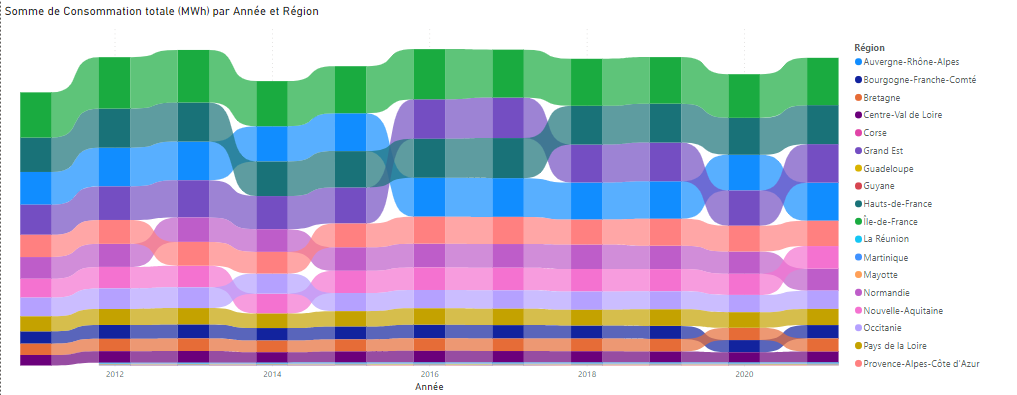 Somme de Consommation totale (MWh) par Année et Région
Région
Auvergne-Rhône-Alpes
Bourgogne-Franche-Comté
Bretagne
Centre-Val de Loire
Corse
Grand Est
Guadeloupe
Guyane
Hauts-de-France
Île-de-France
La Réunion
Martinique
Mayotte
Normandie
Nouvelle-Aquitaine
Occitanie
Pays de la Loire
Provence-Alpes-Côte d'Azur
2012 2014 2016 2018 2020
Année